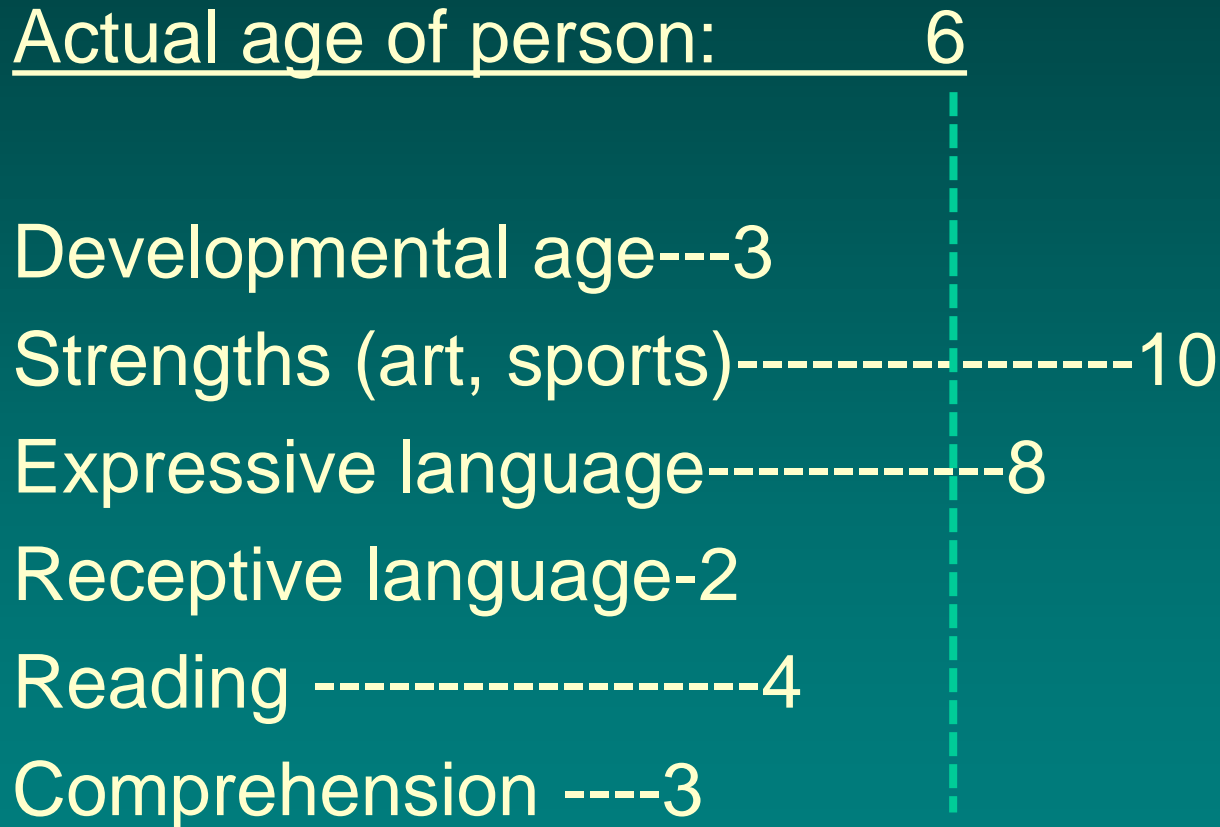 Actual age of person: 6
Developmental age---3
Strengths (art, sports)----------------10
Expressive language------------8
Receptive language-2
Reading ------------------4
Comprehension ----3